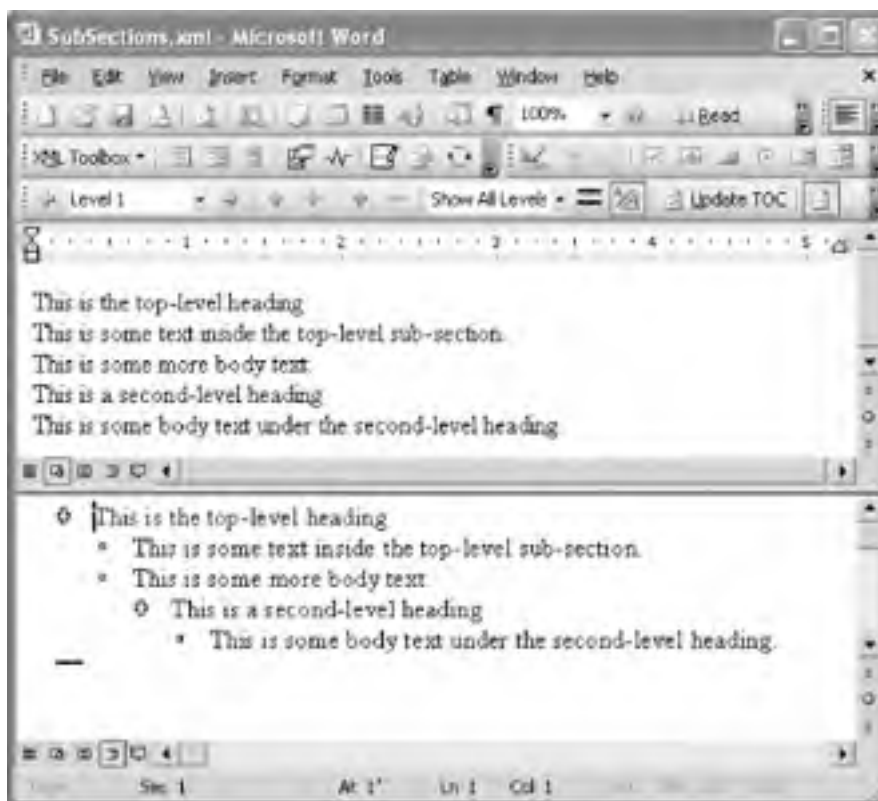 SubSections.xml - Microsoft Word
File Edit View Insert Format Tools Table Window Help
100% Read
XML Toolbox
Level 1 Show All Levels Update TOC
1 2 3 4 5
This is the top-level heading
This is some text inside the top-level sub-section.
This is some more body text.
This is a second-level heading
This is some body text under the second-level heading.
This is the top-level heading
This is some text inside the top-level sub-section.
This is some more body text.
This is a second-level heading
This is some body text under the second-level heading.
Sec 1 At 1" Ln 1 Col 1